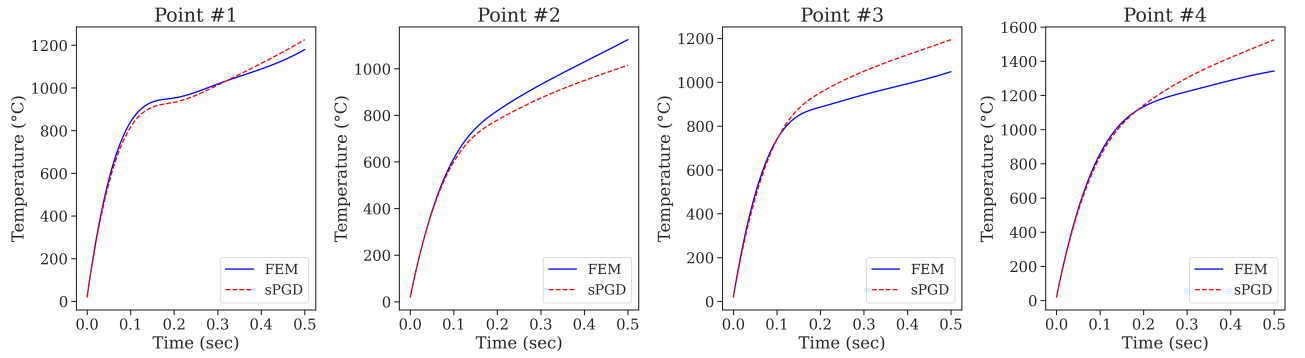 Point #1
Temperature (°C)
1200
1000
800
600
400
200
0
0.0 0.1 0.2 0.3 0.4 0.5
Time (sec)
FEM
sPGD
Point #2
Temperature (°C)
1000
800
600
400
200
0
0.0 0.1 0.2 0.3 0.4 0.5
Time (sec)
FEM
sPGD
Point #3
Temperature (°C)
1200
1000
800
600
400
200
0
0.0 0.1 0.2 0.3 0.4 0.5
Time (sec)
FEM
sPGD
Point #4
Temperature (°C)
1600
1400
1200
1000
800
600
400
200
0
0.0 0.1 0.2 0.3 0.4 0.5
Time (sec)
FEM
sPGD